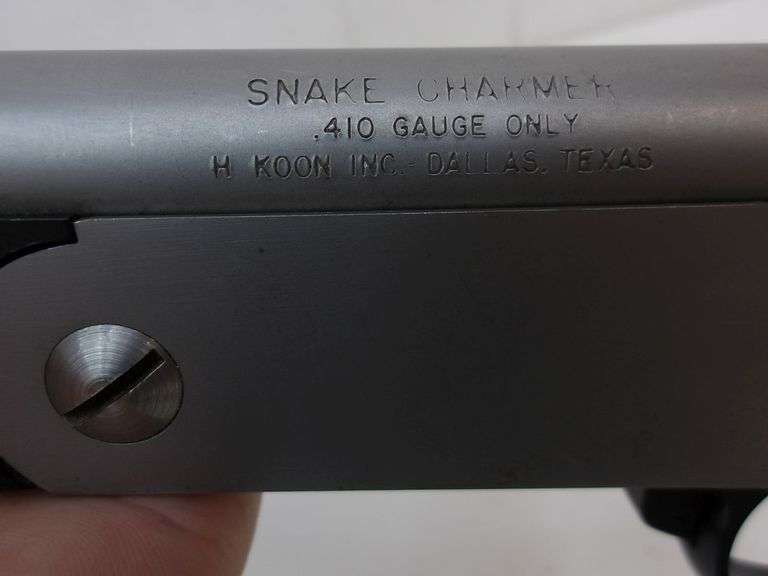 SNAKE CHARMER
.410 GAUGE ONLY
H KOON INC.- DALLAS, TEXAS